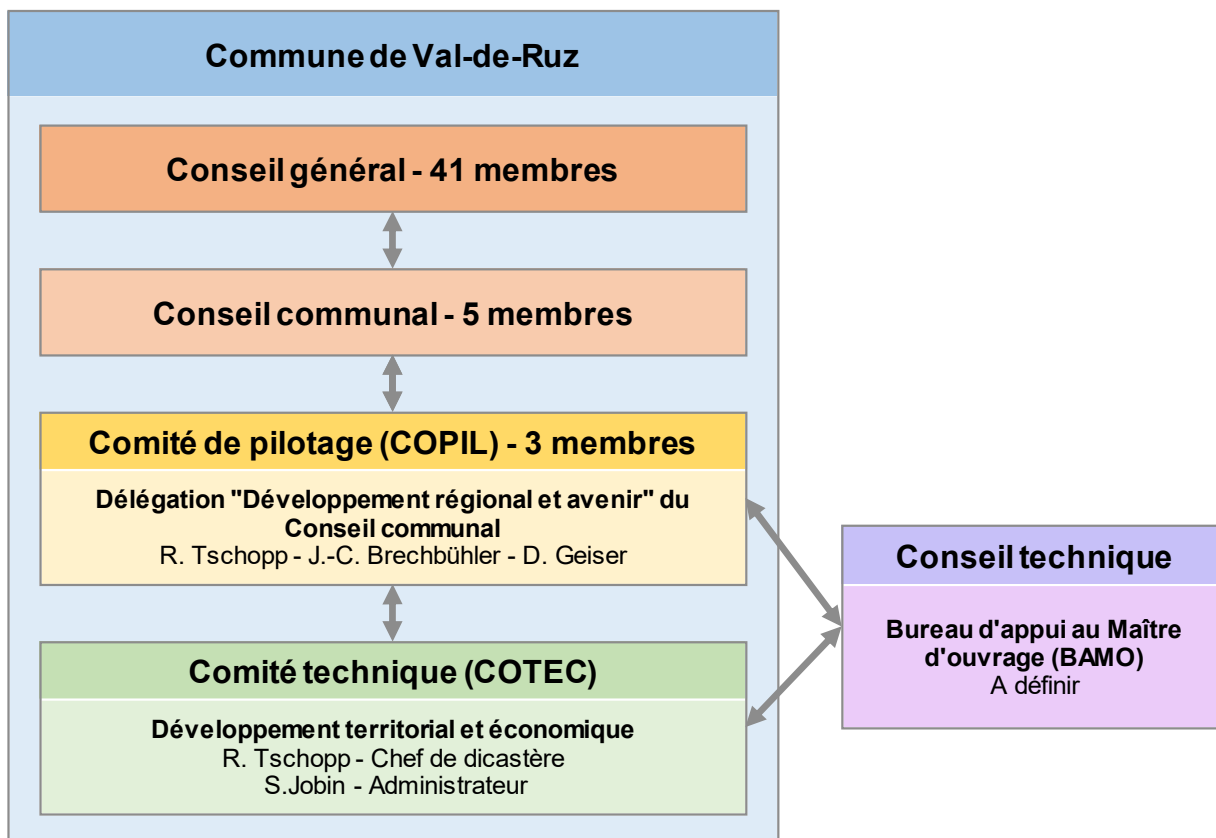 Commune de Val-de-Ruz
Conseil général - 41 membres
Conseil communal - 5 membres
Comité de pilotage (COPIL) - 3 membres
Délégation "Développement régional et avenir" du
Conseil communal
R. Tschopp - J.-C. Brechbühler - D. Geiser
Comité technique (COTEC)
Développement territorial et économique
R. Tschopp - Chef de dicastère
S.Jobin - Administrateur
Conseil technique
Bureau d'appui au Maître
d'ouvrage (BAMO)
A définir